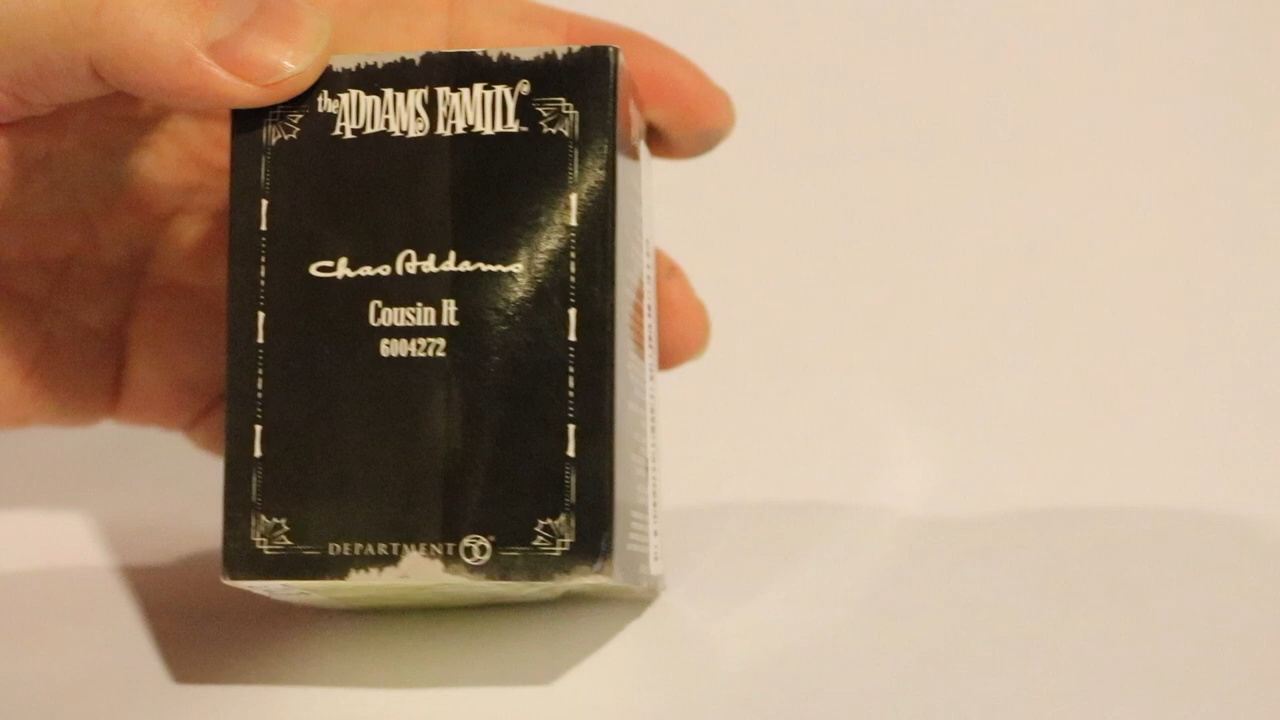 the ADDAMS FAMILY
Chas Addams
Cousin It
6004272
DEPARTMENT 56